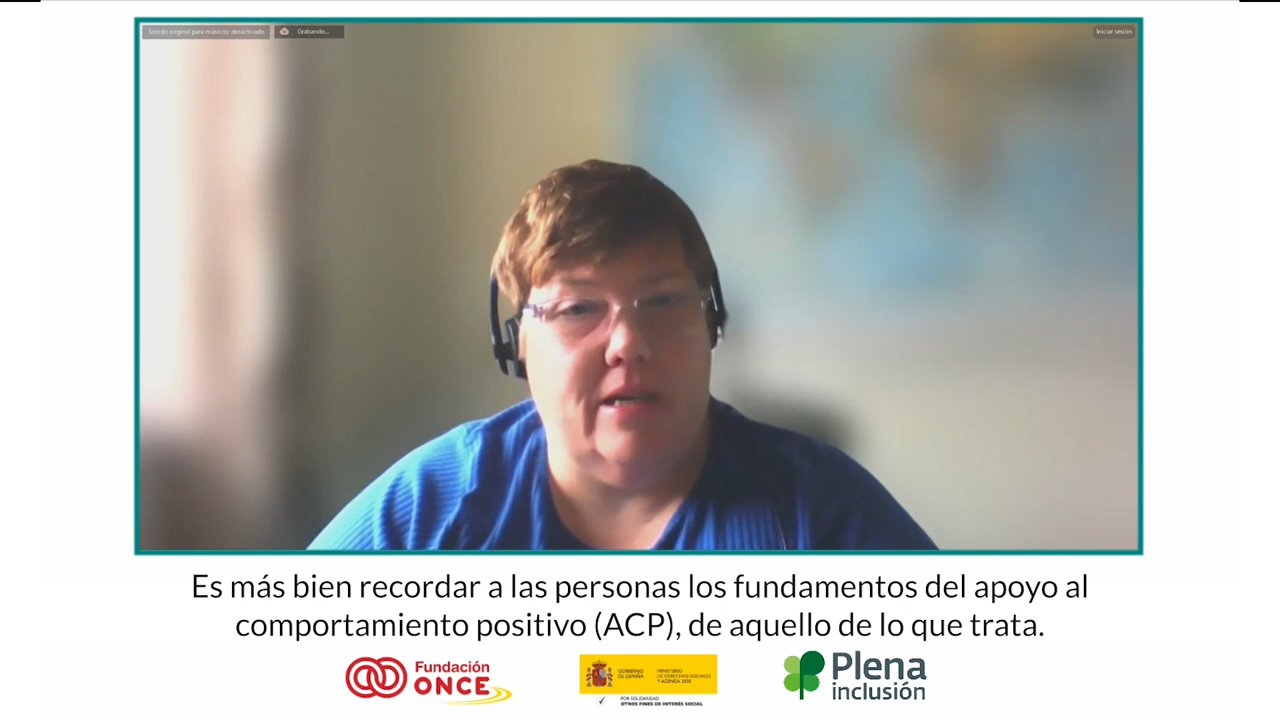 Sonido original para músicos: desactivado
Grabando...
Iniciar sesión
Es más bien recordar a las personas los fundamentos del apoyo al
comportamiento positivo (ACP), de aquello de lo que trata.
Fundación
ONCE
GOBIERNO
DE ESPAÑA
MINISTERIO
DE DERECHOS SOCIALES
Y AGENDA 2030
POR SOLIDARIDAD
OTROS FINES DE INTERÉS SOCIAL
Plena
inclusión